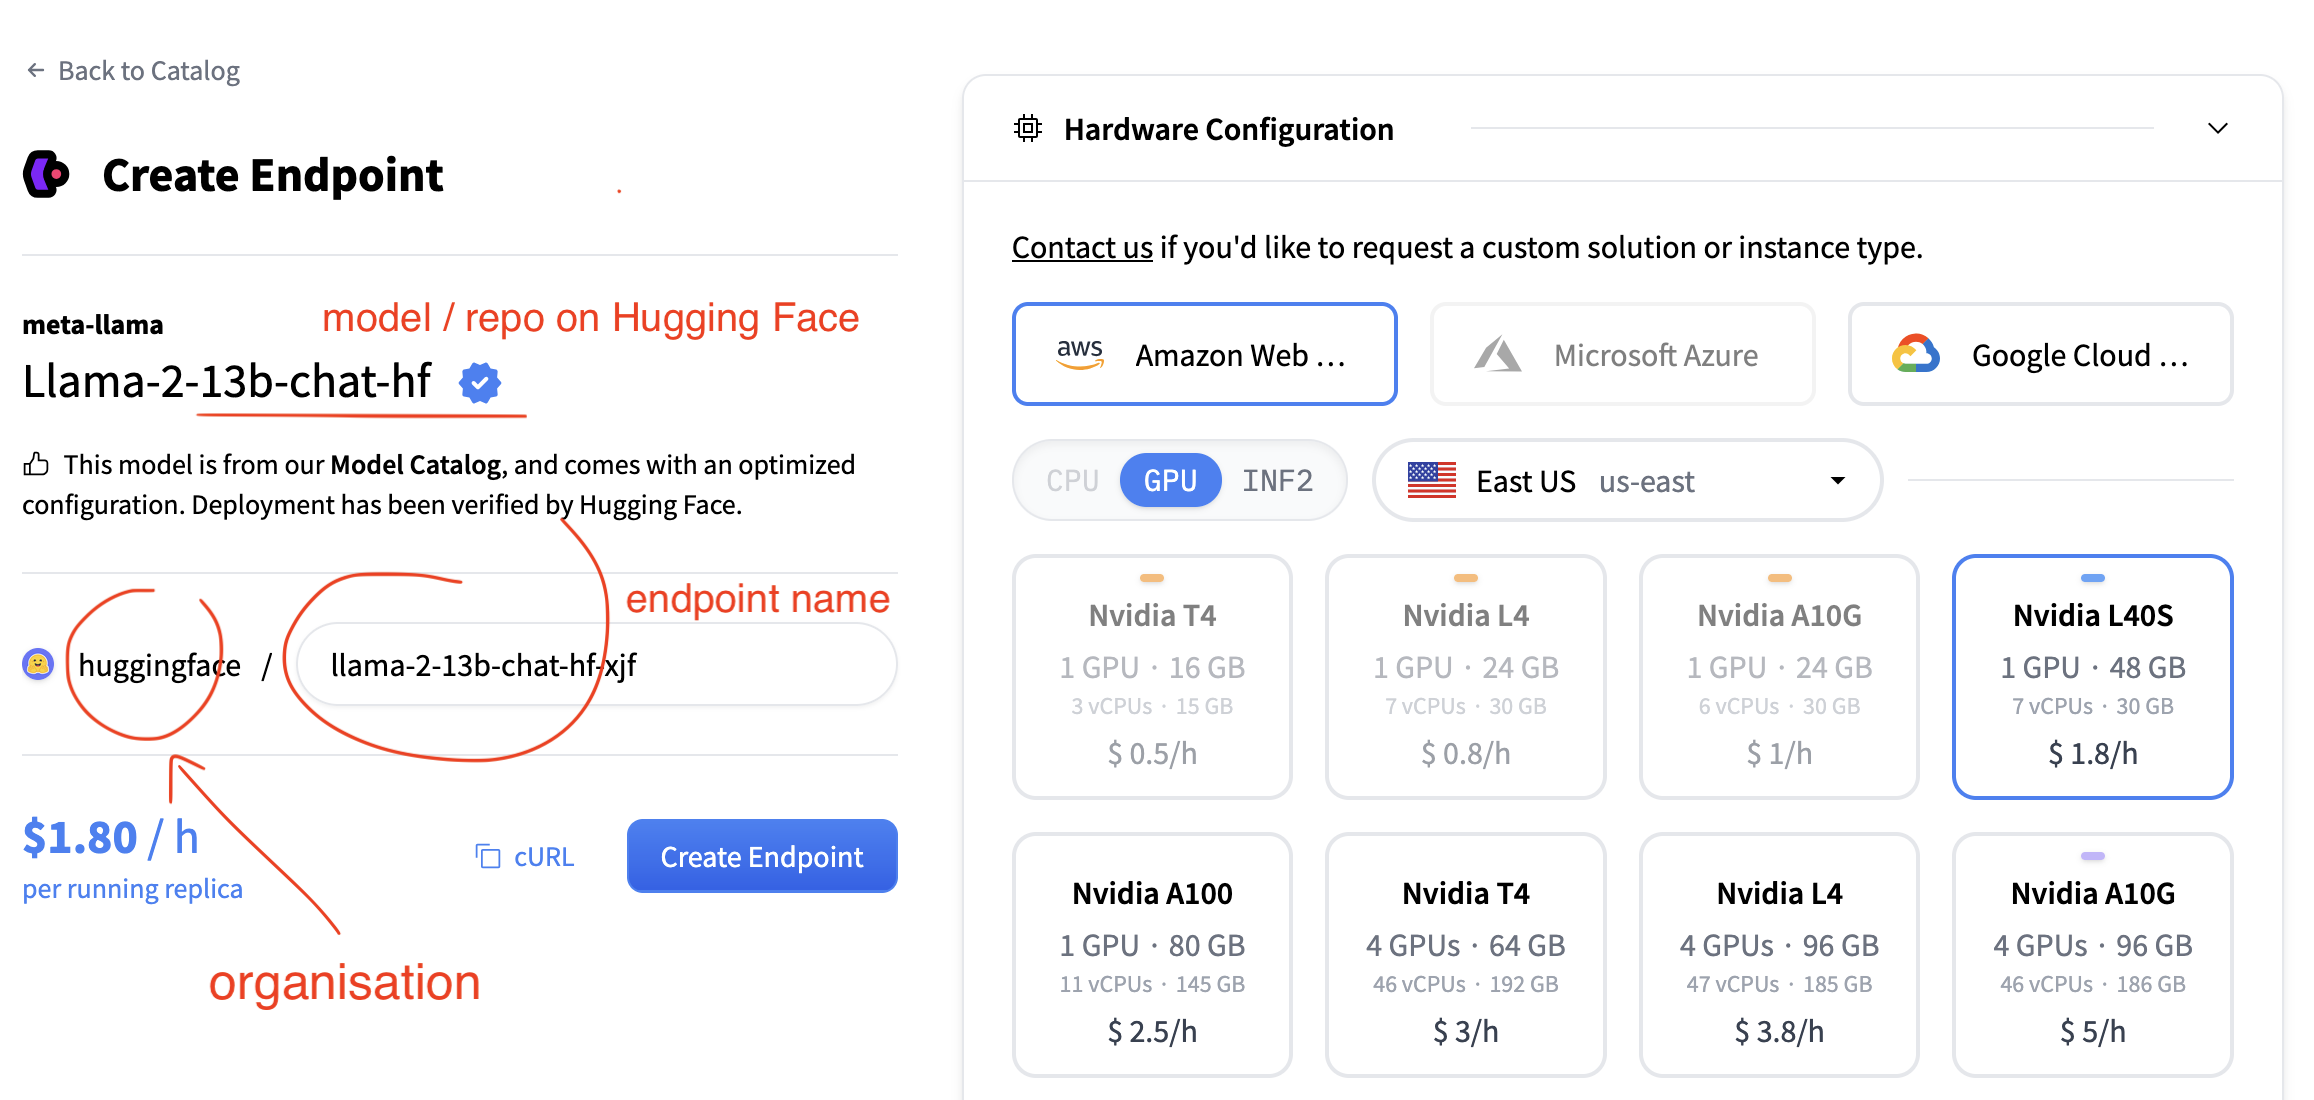 Back to Catalog
Create Endpoint
meta-llama
model / repo on Hugging Face
Llama-2-13b-chat-hf
This model is from our Model Catalog, and comes with an optimized
configuration. Deployment has been verified by Hugging Face.
endpoint name
huggingface / llama-2-13b-chat-hf-xjf
$1.80 / h
per running replica
cURL
Create Endpoint
organisation
Hardware Configuration
Contact us if you'd like to request a custom solution or instance type.
aws Amazon Web ...
Microsoft Azure
Google Cloud ...
CPU GPU INF2
East US us-east
Nvidia T4
1 GPU · 16 GB
3 vCPUs · 15 GB
$ 0.5/h
Nvidia L4
1 GPU · 24 GB
7 vCPUs · 30 GB
$ 0.8/h
Nvidia A10G
1 GPU · 24 GB
6 vCPUs · 30 GB
$ 1/h
Nvidia L40S
1 GPU · 48 GB
7 vCPUs · 30 GB
$ 1.8/h
Nvidia A100
1 GPU · 80 GB
11 vCPUs · 145 GB
$ 2.5/h
Nvidia T4
4 GPUs · 64 GB
46 vCPUs · 192 GB
$ 3/h
Nvidia L4
4 GPUs · 96 GB
47 vCPUs · 185 GB
$ 3.8/h
Nvidia A10G
4 GPUs · 96 GB
46 vCPUs · 186 GB
$ 5/h